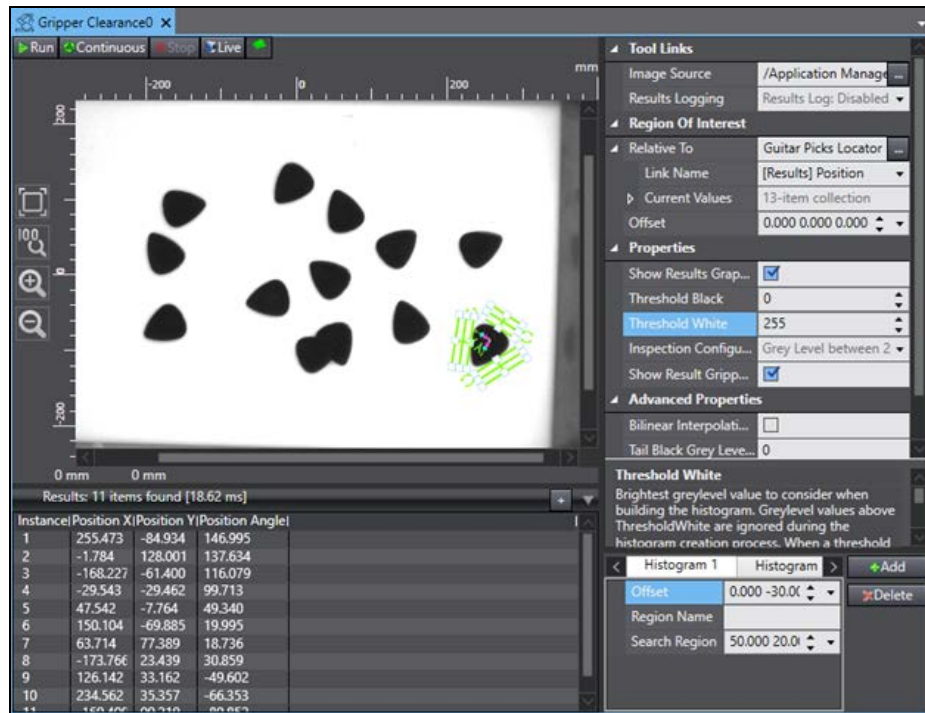 Gripper Clearance0
Run Continuous Stop Live
mm
-200 0 200
200
0
-200
100
0 mm 0 mm
Results: 11 items found [18.62 ms]
Instance Position X Position Y Position Angle
1 255.473 -84.934 146.995
2 -1.784 128.001 137.634
3 -168.227 -61.400 116.079
4 -29.543 -29.462 99.713
5 47.542 -7.764 49.340
6 150.104 -69.885 19.995
7 63.714 77.389 18.736
8 -173.766 23.439 30.859
9 126.142 33.162 -49.602
10 234.562 35.357 -66.353
Tool Links
Image Source /Application Manage ...
Results Logging Results Log: Disabled
Region Of Interest
Relative To Guitar Picks Locator ...
Link Name [Results] Position
Current Values 13-item collection
Offset 0.000 0.000 0.000
Properties
Show Results Grap...
Threshold Black 0
Threshold White 255
Inspection Configu... Grey Level between 2
Show Result Gripp...
Advanced Properties
Bilinear Interpolati...
Tail Black Grey Leve... 0
Threshold White
Brightest greylevel value to consider when
building the histogram. Greylevel values above
ThresholdWhite are ignored during the
histogram creation process. When a threshold
Histogram 1 Histogram
Add
Delete
Offset 0.000 -30.0(
Region Name
Search Region 50.000 20.0(